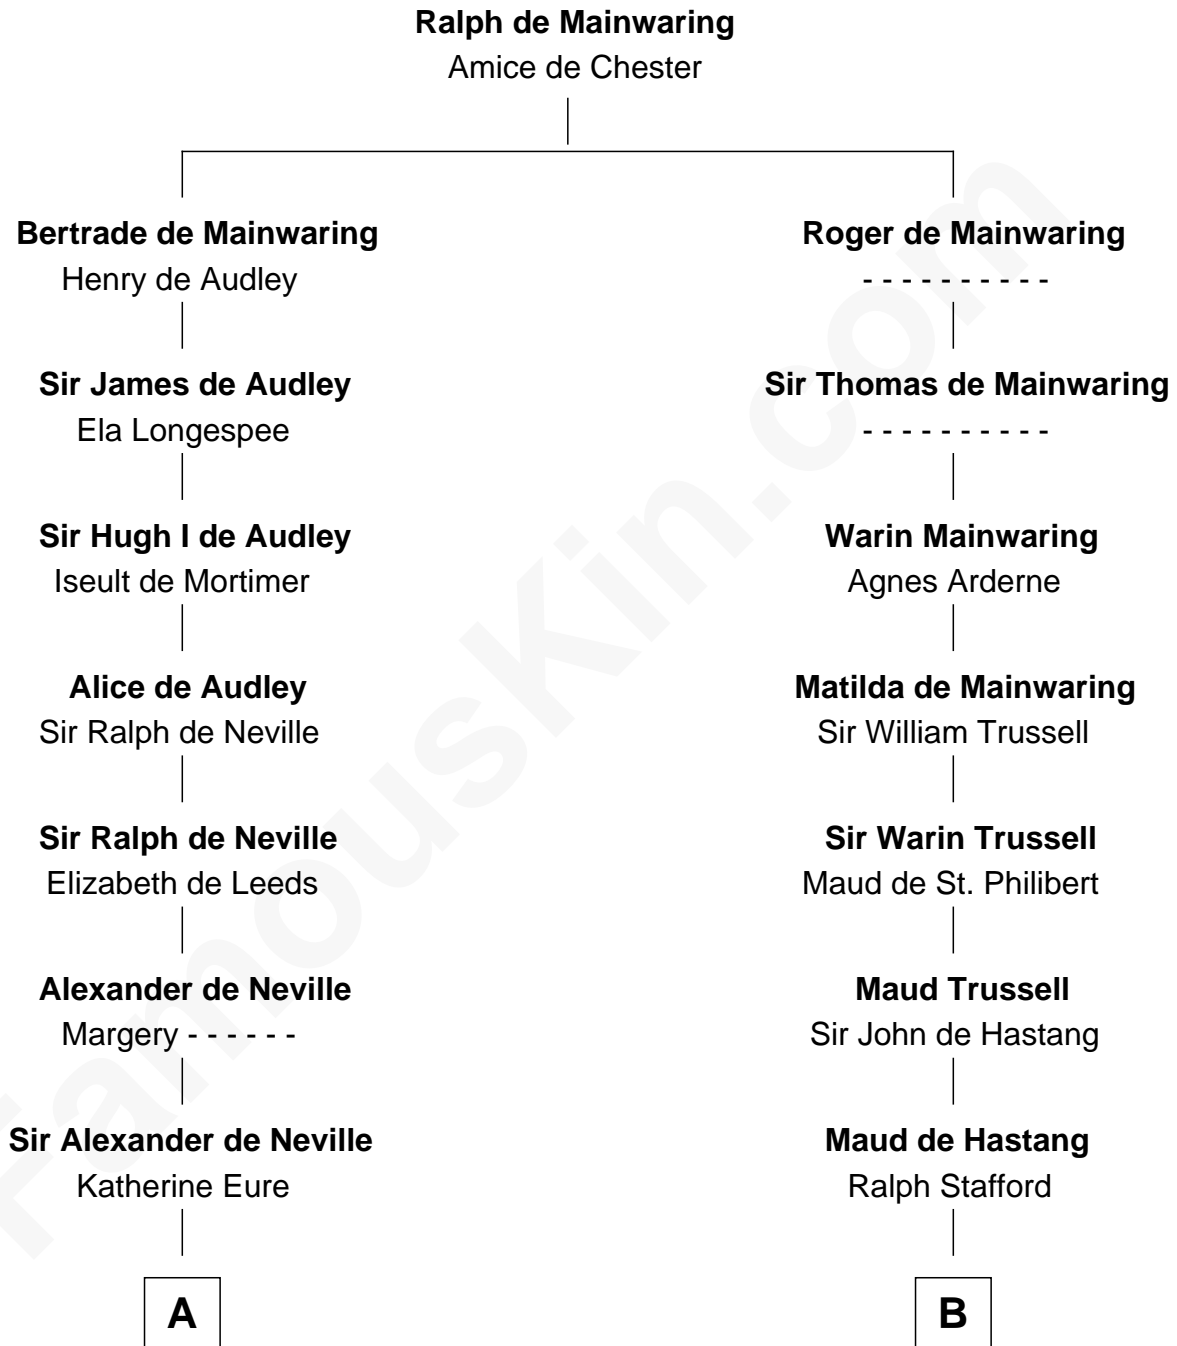 Ralph de Mainwaring
Amice de Chester
Bertrade de Mainwaring
Henry de Audley
Roger de Mainwaring
- - - - - - - - - -
Sir James de Audley
Ela Longespee
Sir Thomas de Mainwaring
- - - - - - - - - -
Sir Hugh I de Audley
Iseult de Mortimer
Warin Mainwaring
Agnes Arderne
Alice de Audley
Sir Ralph de Neville
Matilda de Mainwaring
Sir William Trussell
Sir Ralph de Neville
Elizabeth de Leeds
Sir Warin Trussell
Maud de St. Philibert
Alexander de Neville
Margery - - - - - -
Maud Trussell
Sir John de Hastang
Sir Alexander de Neville
Katherine Eure
Maud de Hastang
Ralph Stafford
A
B
FamousKin.com